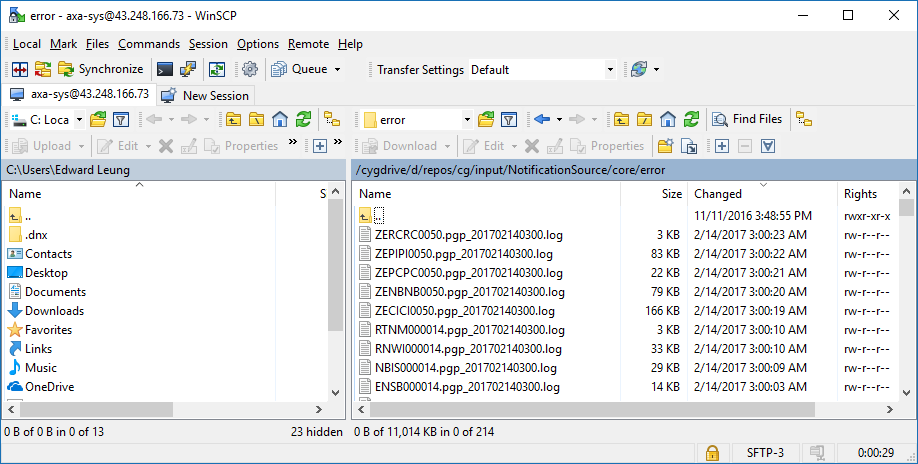 error - axa-sys@43.248.166.73 - WinSCP
Local Mark Files Commands Session Options Remote Help
Synchronize Queue Transfer Settings Default
axa-sys@43.248.166.73 New Session
C: Loca error Find Files
Upload Edit Properties » Download Edit Properties
C:\Users\Edward Leung /cygdrive/d/repos/cg/input/NotificationSource/core/error
Name S Name Size Changed Rights
.. .. 11/11/2016 3:48:55 PM rwxr-xr-x
.dnx ZERCRC0050.pgp_201702140300.log 3 KB 2/14/2017 3:00:23 AM rw-r--r--
Contacts ZEPIPI0050.pgp_201702140300.log 83 KB 2/14/2017 3:00:22 AM rw-r--r--
Desktop ZEPCPC0050.pgp_201702140300.log 22 KB 2/14/2017 3:00:21 AM rw-r--r--
Documents ZENBNB0050.pgp_201702140300.log 79 KB 2/14/2017 3:00:20 AM rw-r--r--
Downloads ZECICI0050.pgp_201702140300.log 166 KB 2/14/2017 3:00:19 AM rw-r--r--
Favorites RTNM000014.pgp_201702140300.log 3 KB 2/14/2017 3:00:10 AM rw-r--r--
Links RNWI000014.pgp_201702140300.log 33 KB 2/14/2017 3:00:10 AM rw-r--r--
Music NBIS000014.pgp_201702140300.log 29 KB 2/14/2017 3:00:09 AM rw-r--r--
OneDrive ENSB000014.pgp_201702140300.log 14 KB 2/14/2017 3:00:03 AM rw-r--r--
0 B of 0 B in 0 of 13 23 hidden 0 B of 11,014 KB in 0 of 214
SFTP-3 0:00:29